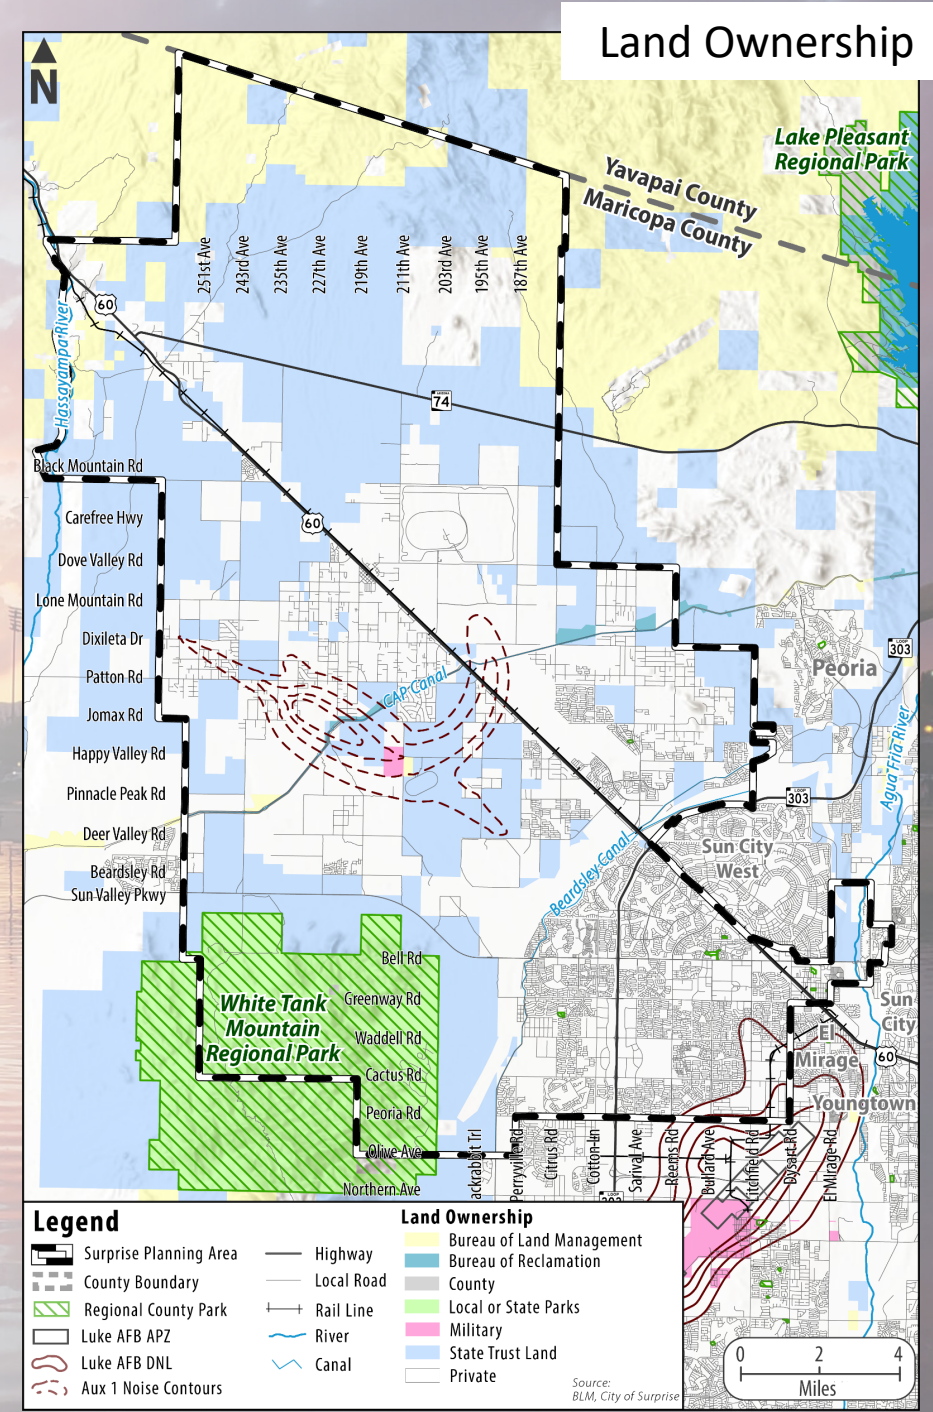 Land Ownership
N
Lake Pleasant
Regional Park
Yavapai County
Maricopa County
251st Ave
243rd Ave
235th Ave
227th Ave
219th Ave
211th Ave
203rd Ave
195th Ave
187th Ave
60
Hassayampa River
ARIZONA
74
Black Mountain Rd
Carefree Hwy
60
Dove Valley Rd
Lone Mountain Rd
Dixileta Dr
LOOP
303
Peoria
Patton Rd
CAP Canal
Jomax Rd
Agua Fria River
Happy Valley Rd
Pinnacle Peak Rd
LOOP
303
Deer Valley Rd
Sun City
West
Beardsley Canal
Beardsley Rd
Sun Valley Pkwy
Bell Rd
White Tank
Mountain
Regional Park
Greenway Rd
Sun
City
Waddell Rd
El
Mirage
60
Cactus Rd
Youngtown
Peoria Rd
Olive Ave
Northern Ave
ackrabbit Trl
Perryville Rd
Citrus Rd
Cotton Ln
Sarival Ave
Reems Rd
Bullard Ave
Litchfield Rd
Dysart Rd
El Mirage Rd
LOOP
303
Legend
Surprise Planning Area
County Boundary
Regional County Park
Luke AFB APZ
Luke AFB DNL
Aux 1 Noise Contours
Highway
Local Road
Rail Line
River
Canal
Land Ownership
Bureau of Land Management
Bureau of Reclamation
County
Local or State Parks
Military
State Trust Land
Private
Source:
BLM, City of Surprise
0 2 4
Miles